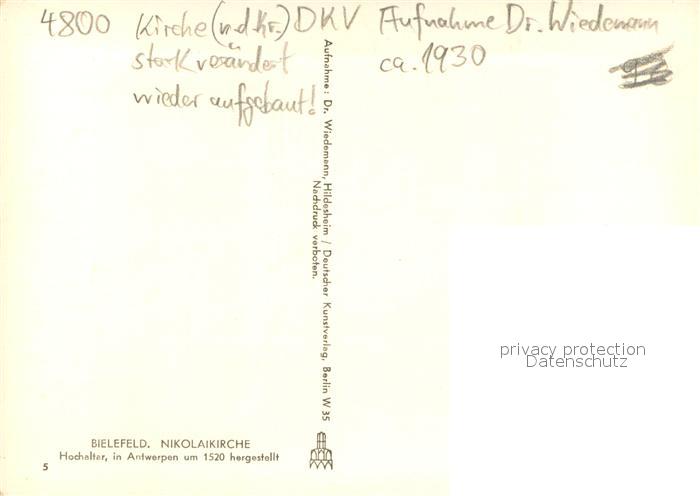 4800 Kirche (n.d.Kr.) DKV Aufnahme Dr. Wiedemann
stark verändert ca. 1930
wieder aufgebaut!
Aufnahme: Dr. Wiedemann, Hildesheim / Deutscher Kunstverlag, Berlin W 35
Nachdruck verboten.
privacy protection
Datenschutz
BIELEFELD. NIKOLAIKIRCHE
Hochaltar, in Antwerpen um 1520 hergestellt
5